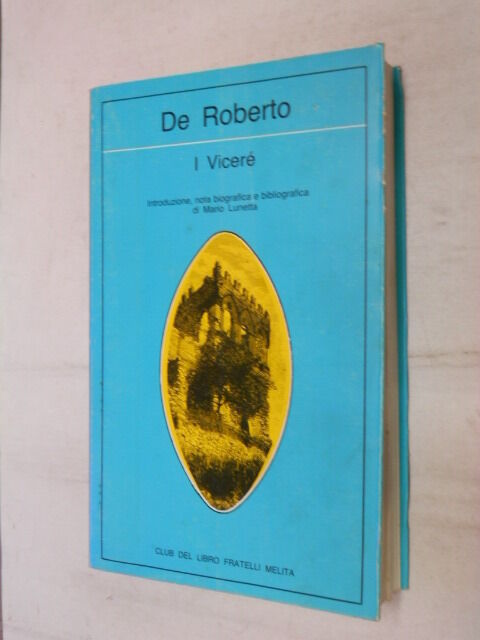 De Roberto
I Viceré
Introduzione, nota biografica e bibliografica
di Mario Lunetta
CLUB DEL LIBRO FRATELLI MELITA